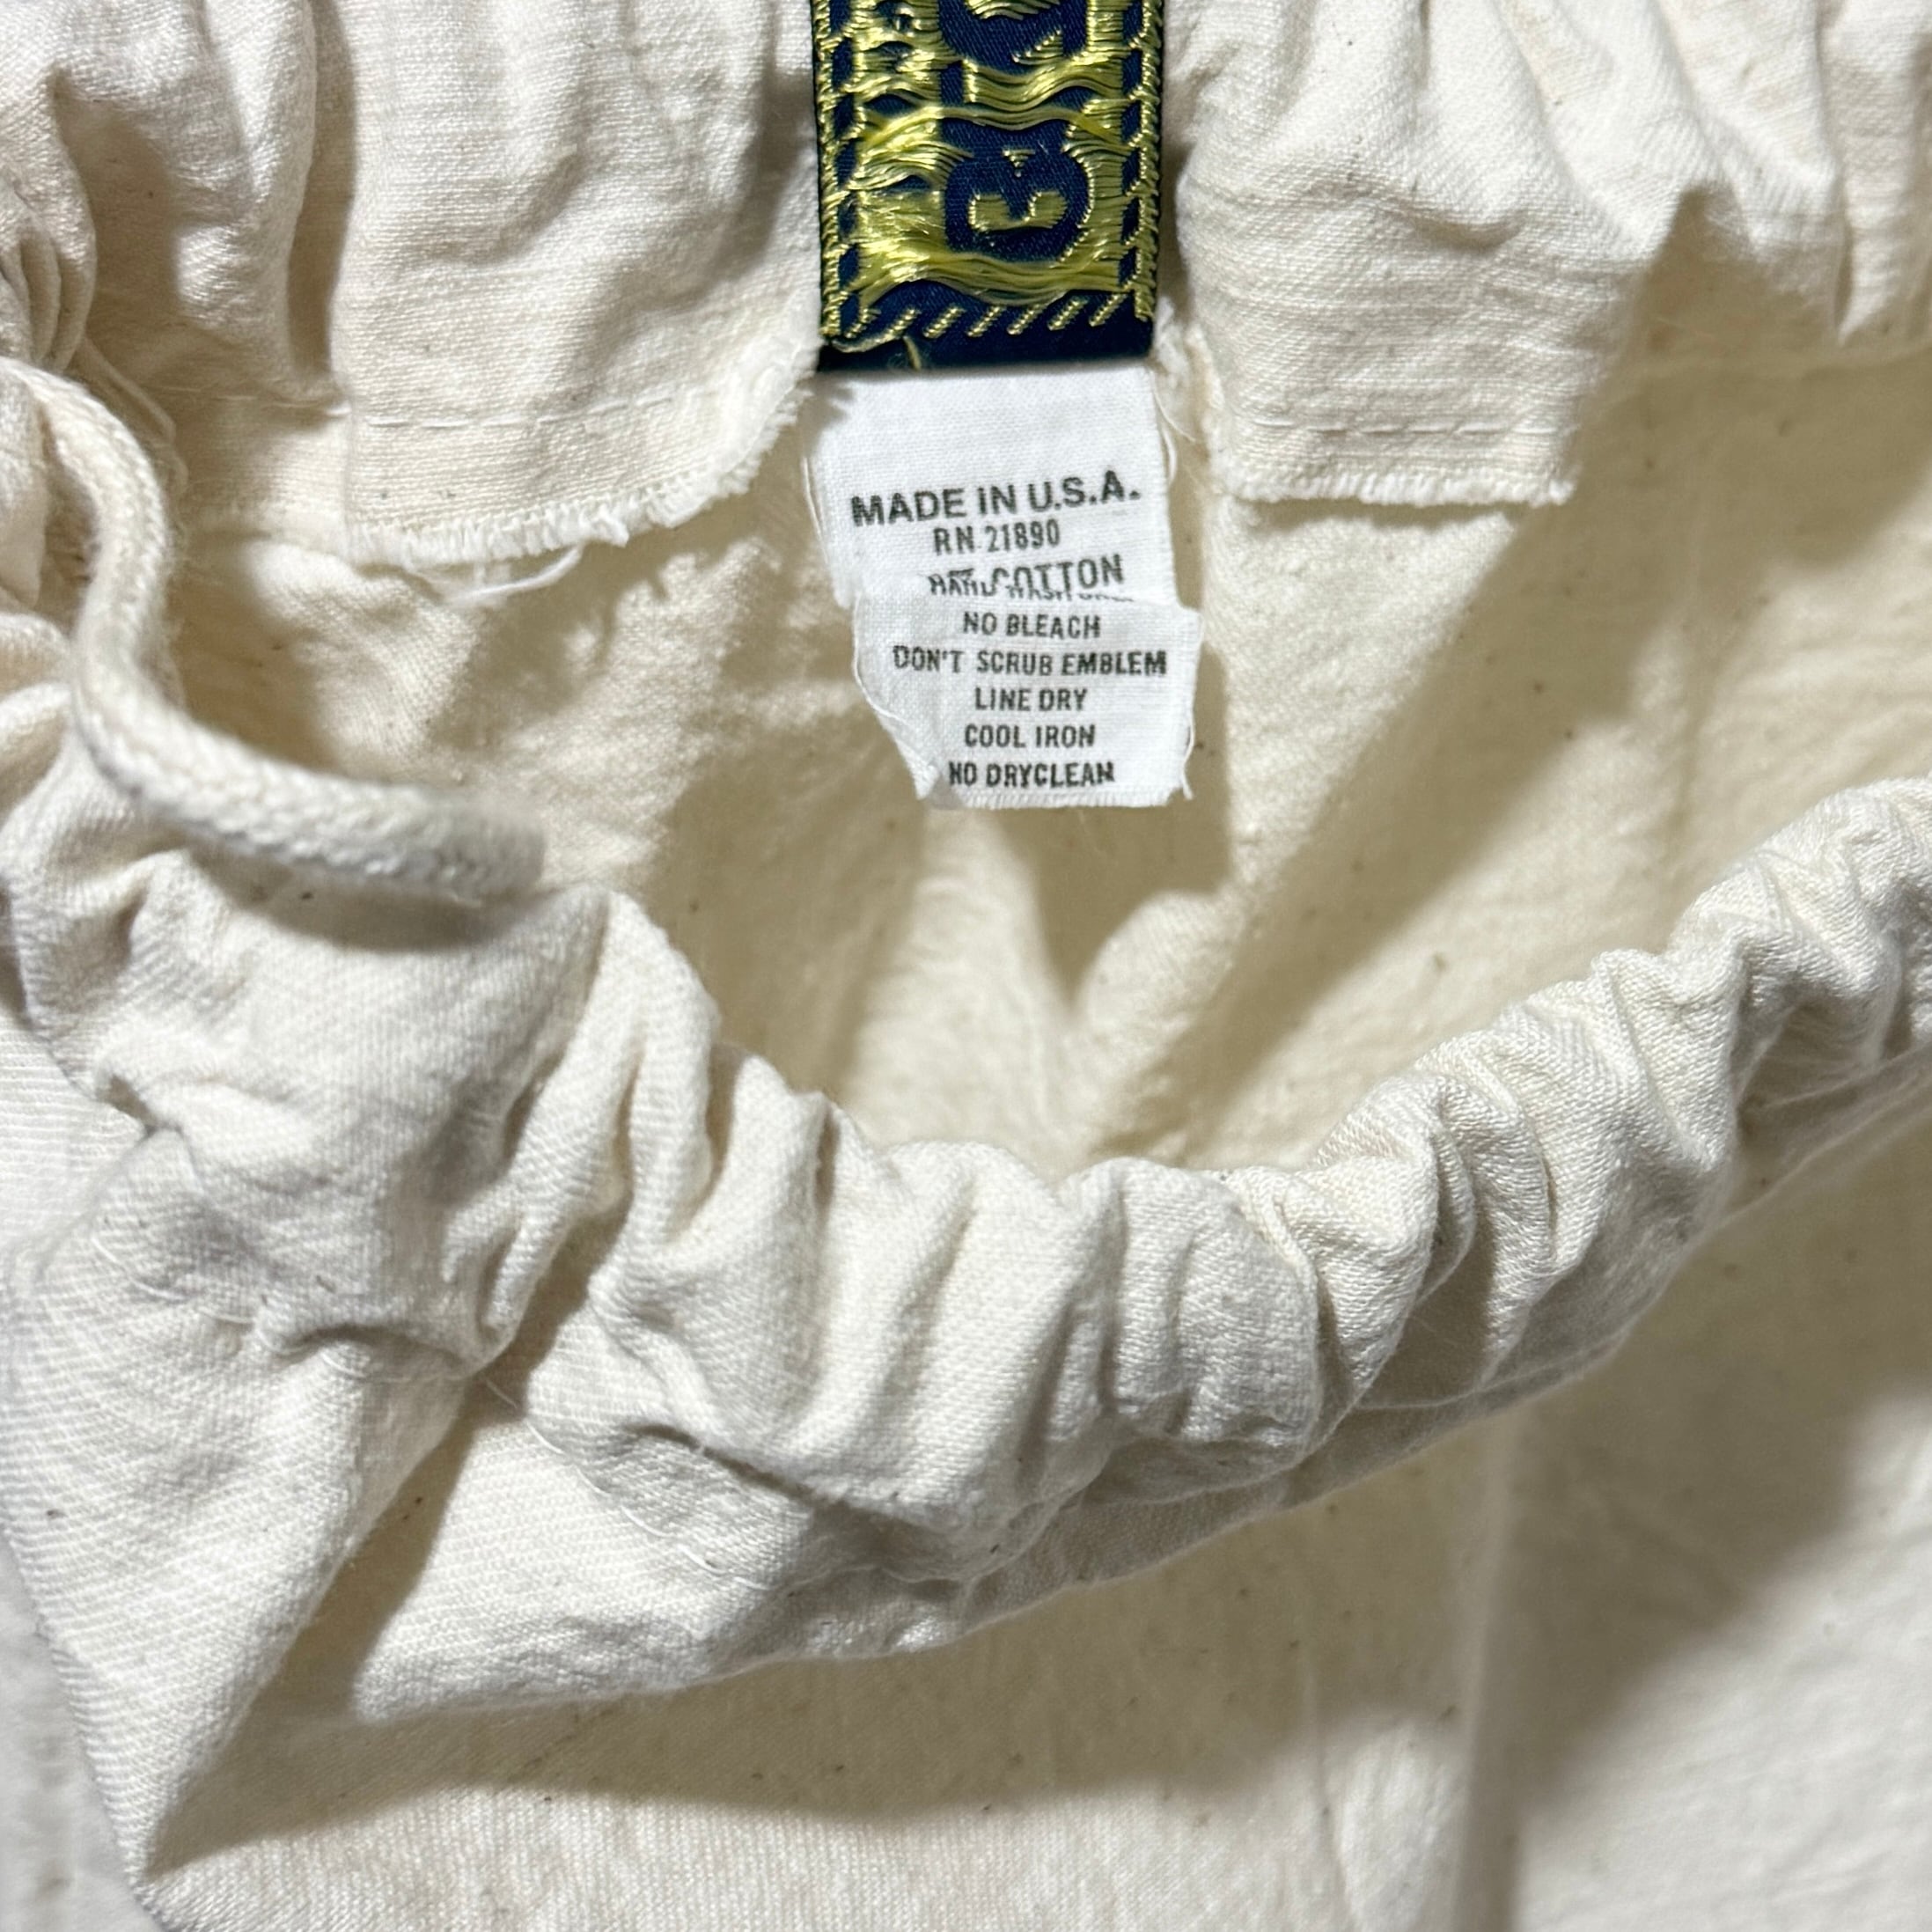 MADE IN U.S.A.
RN 21890
COTTON
NO BLEACH
DON'T SCRUB EMBLEM
LINE DRY
COOL IRON
NO DRYCLEAN